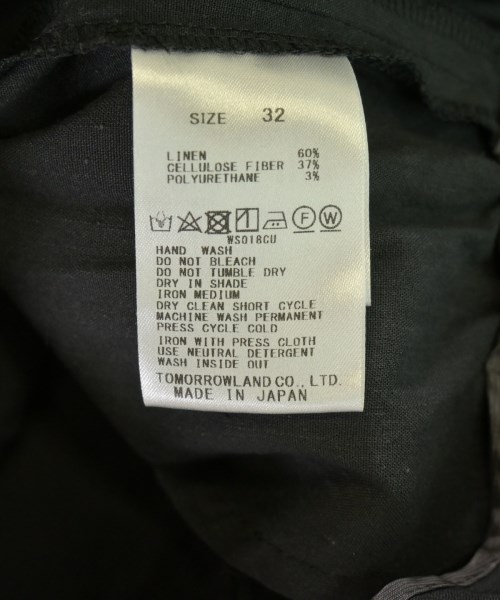 SIZE 32
LINEN 60%
CELLULOSE FIBER 37%
POLYURETHANE 3%
F W
WS018CU
HAND WASH
DO NOT BLEACH
DO NOT TUMBLE DRY
DRY IN SHADE
IRON MEDIUM
DRY CLEAN SHORT CYCLE
MACHINE WASH PERMANENT
PRESS CYCLE COLD
IRON WITH PRESS CLOTH
USE NEUTRAL DETERGENT
WASH INSIDE OUT
TOMORROWLAND CO., LTD.
MADE IN JAPAN